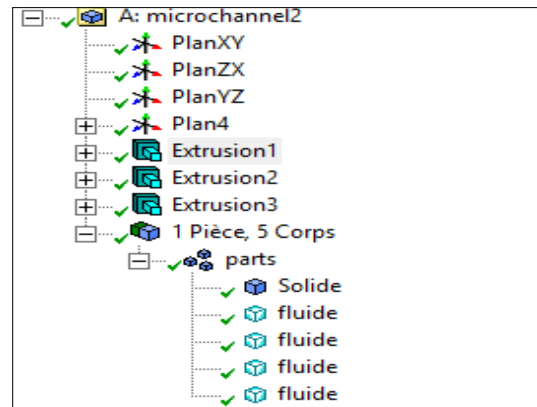 A: microchannel2
PlanXY
PlanZX
PlanYZ
Plan4
Extrusion1
Extrusion2
Extrusion3
1 Pièce, 5 Corps
parts
Solide
fluide
fluide
fluide
fluide